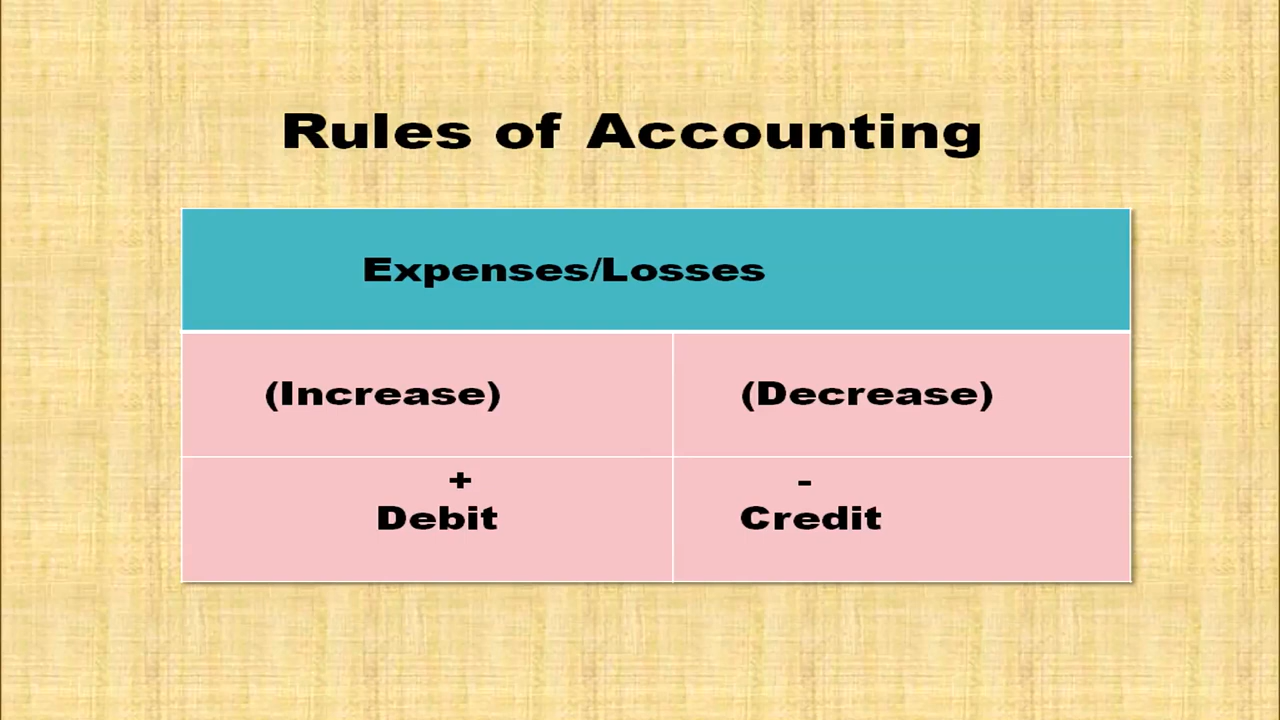 Rules of Accounting
Expenses/Losses
(Increase) (Decrease)
+ -
Debit Credit